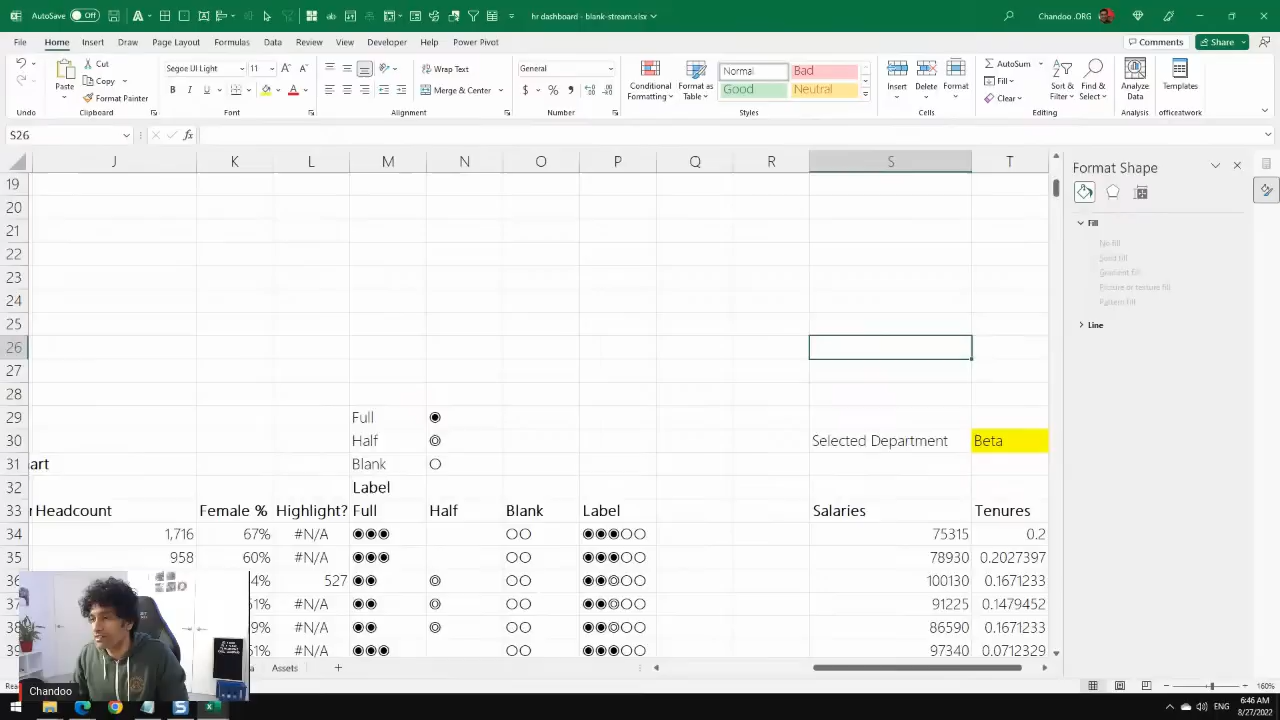 AutoSave Off hr dashboard - blank-stream.xlsx Chandoo .ORG
File Home Insert Draw Page Layout Formulas Data Review View Developer Help Power Pivot Comments Share
Cut
Copy
Format Painter
Paste
Segoe UI Light 11
B I U
Wrap Text
Merge & Center
General
$ % ,
Conditional Formatting
Format as Table
Normal Bad
Good Neutral
Insert Delete Format
AutoSum
Fill
Clear
Sort & Filter
Find & Select
Analyze Data
Templates
Undo Clipboard Font Alignment Number Styles Cells Editing Analysis officeatwork
S26 fx
J K L M N O P Q R S T
Format Shape
Fill
No fill
Solid fill
Gradient fill
Picture or texture fill
Pattern fill
Line
19
20
21
22
23
24
25
26
27
28
29 Full ◉
30 Half ◎ Selected Department Beta
31 art Blank ○
32 Label
33 Headcount Female % Highlight? Full Half Blank Label Salaries Tenures
34 1,716 67% #N/A ◉◉◉ ○○ ◉◉◉○○ 75315 0.2
35 958 60% #N/A ◉◉◉ ○○ ◉◉◉○○ 78930 0.2027397
36 4% 527 ◉◉ ◎ ○○ ◉◉◎○○ 100130 0.1671233
37 51% #N/A ◉◉ ◎ ○○ ◉◉◎○○ 91225 0.1479452
38 9% #N/A ◉◉ ◎ ○○ ◉◉◎○○ 86590 0.1671233
39 51% #N/A ◉◉ ◎ ○○ ◉◉◎○○ 97340 0.0712329
Assets
Chandoo
160%
ENG
6:46 AM
8/27/2022